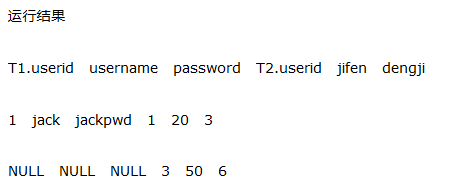 运行结果
T1.userid username password T2.userid jifen dengji
1 jack jackpwd 1 20 3
NULL NULL NULL 3 50 6